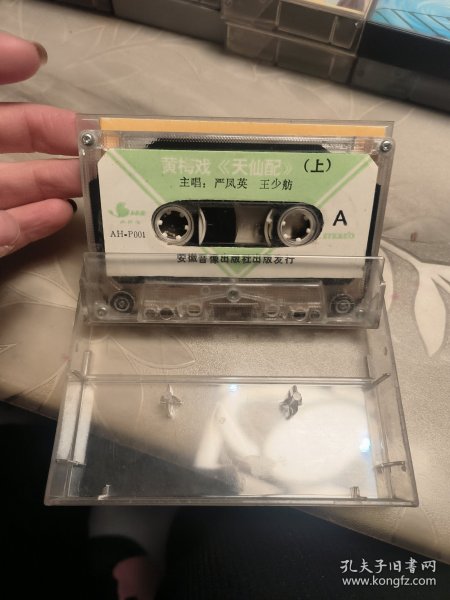 黄梅戏《天仙配》(上)
主唱：严凤英 王少舫
AH-P001
A
STEREO
安徽音像出版社出版发行
孔夫子旧书网
www.kongfz.com